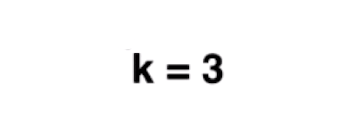 k = 3